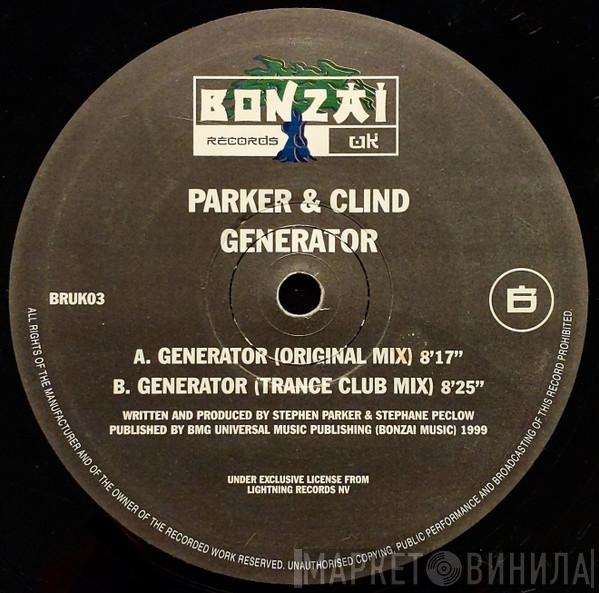 BONZAI
RECORDS UK
PARKER & CLIND
GENERATOR
BRUK03
B
A. GENERATOR (ORIGINAL MIX) 8'17"
B. GENERATOR (TRANCE CLUB MIX) 8'25"
WRITTEN AND PRODUCED BY STEPHEN PARKER & STEPHANE PECLOW
PUBLISHED BY BMG UNIVERSAL MUSIC PUBLISHING (BONZAI MUSIC) 1999
UNDER EXCLUSIVE LICENSE FROM
LIGHTNING RECORDS NV
ALL RIGHTS OF THE MANUFACTURER AND OF THE OWNER OF THE RECORDED WORK RESERVED. UNAUTHORISED COPYING, PUBLIC PERFORMANCE AND BROADCASTING OF THIS RECORD PROHIBITED.
МАРКЕТ ВИНИЛА